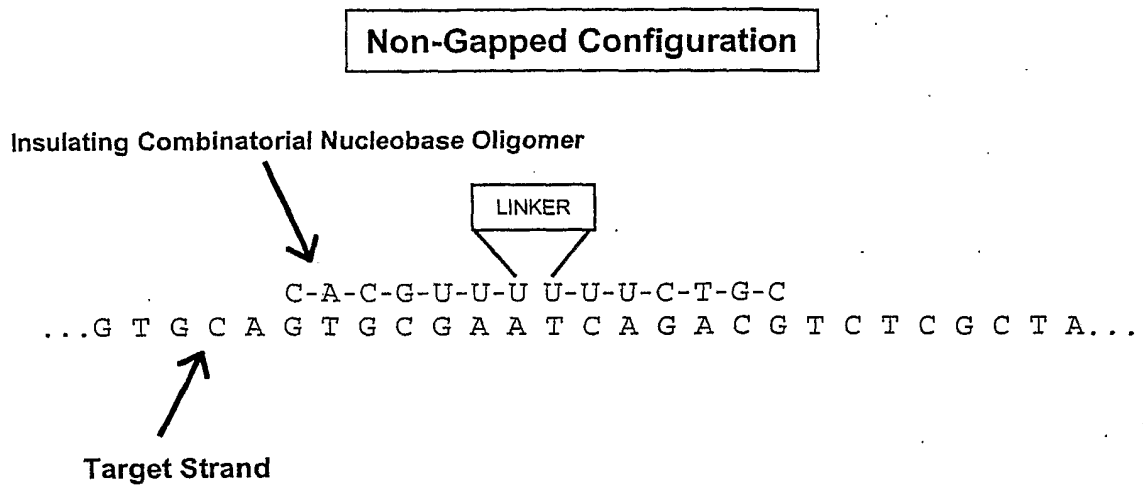 Non-Gapped Configuration
Insulating Combinatorial Nucleobase Oligomer
LINKER
C-A-C-G-U-U-U U-U-U-C-T-G-C
...G T G C A G T G C G A A T C A G A C G T C T C G C T A...
Target Strand